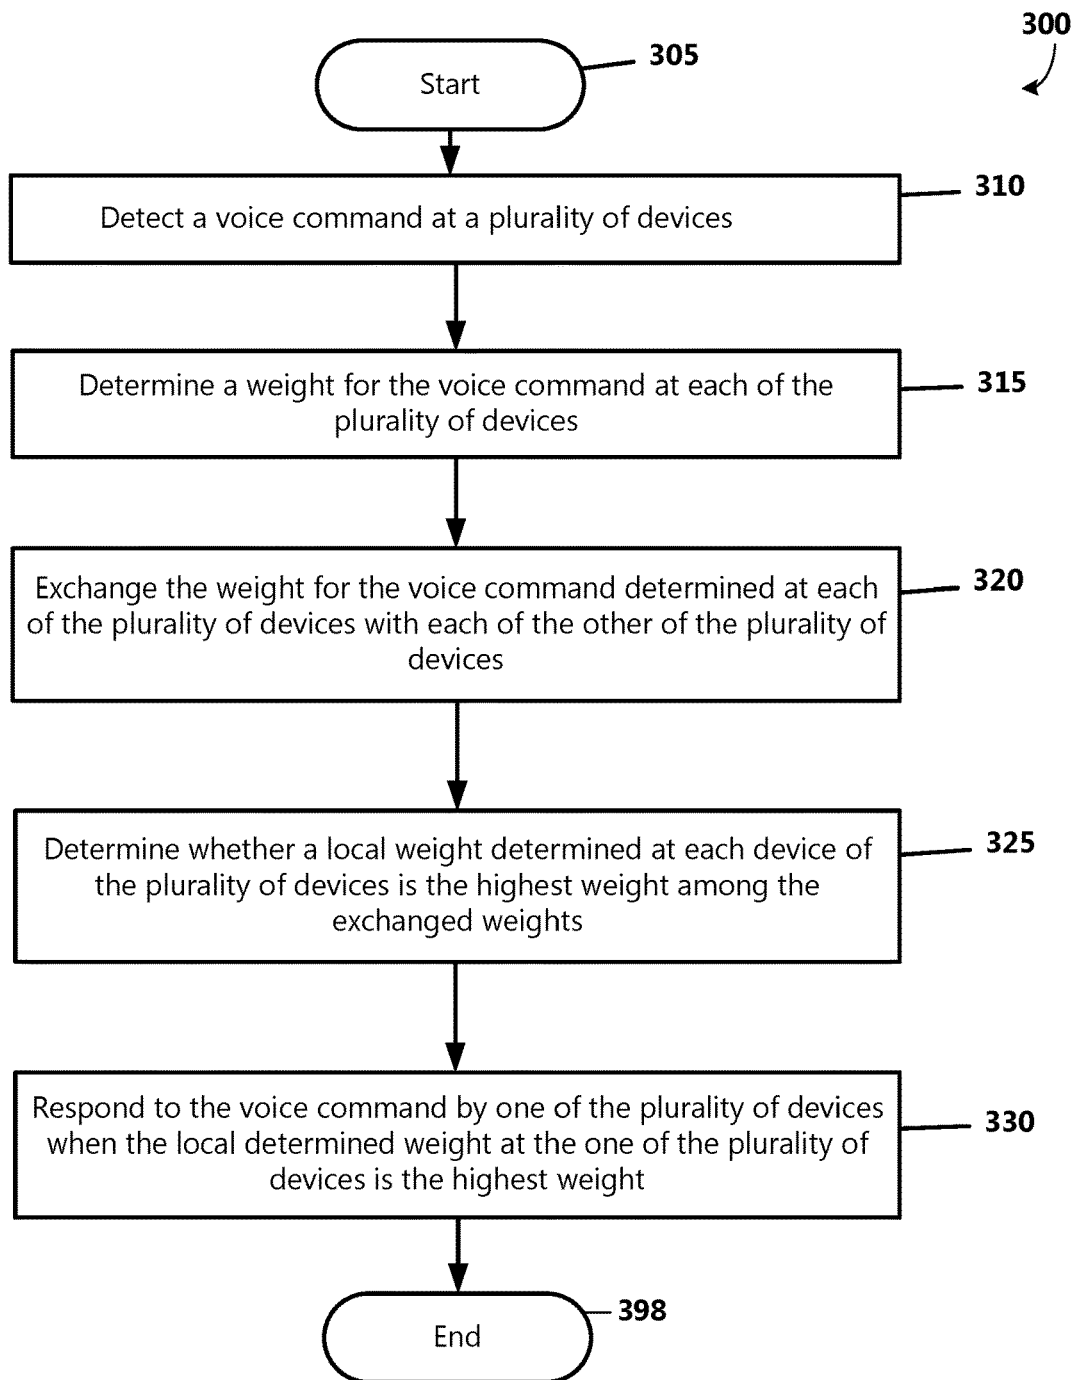 300
Start
305
Detect a voice command at a plurality of devices
310
Determine a weight for the voice command at each of the
plurality of devices
315
Exchange the weight for the voice command determined at each
of the plurality of devices with each of the other of the plurality of
devices
320
Determine whether a local weight determined at each device of
the plurality of devices is the highest weight among the
exchanged weights
325
Respond to the voice command by one of the plurality of devices
when the local determined weight at the one of the plurality of
devices is the highest weight
330
End
398